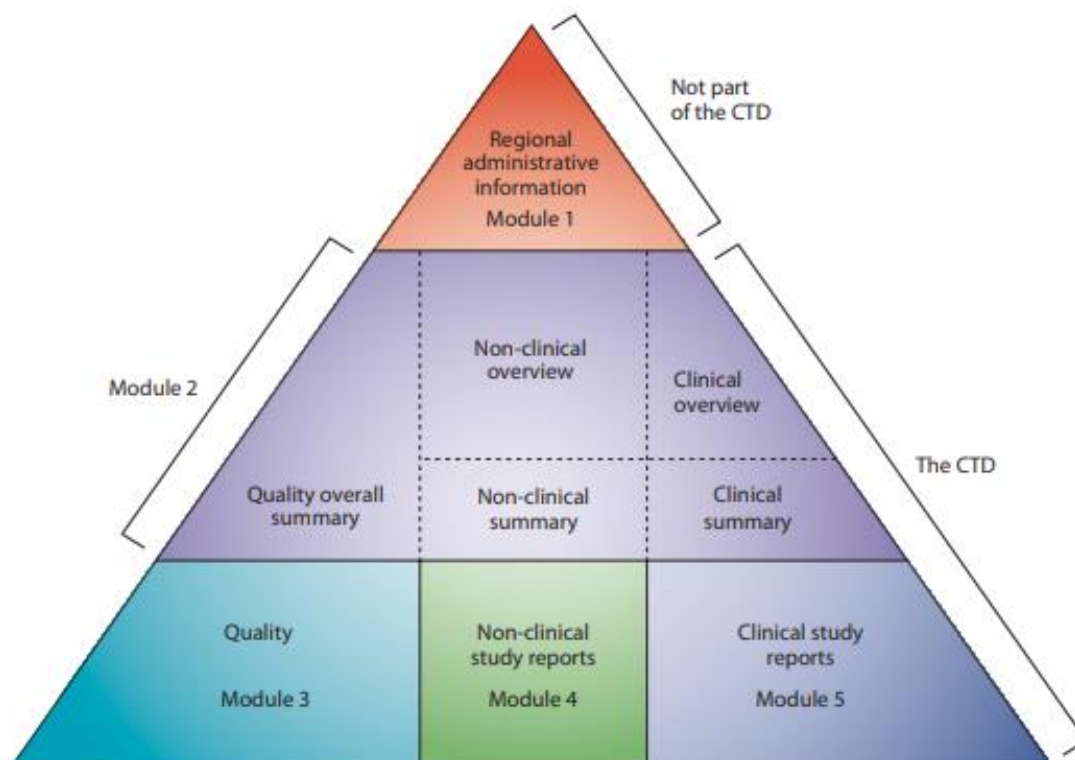 Not part
of the CTD
Regional
administrative
information
Module 1
Module 2
Non-clinical
overview
Clinical
overview
The CTD
Quality overall
summary
Non-clinical
summary
Clinical
summary
Quality
Module 3
Non-clinical
study reports
Module 4
Clinical study
reports
Module 5